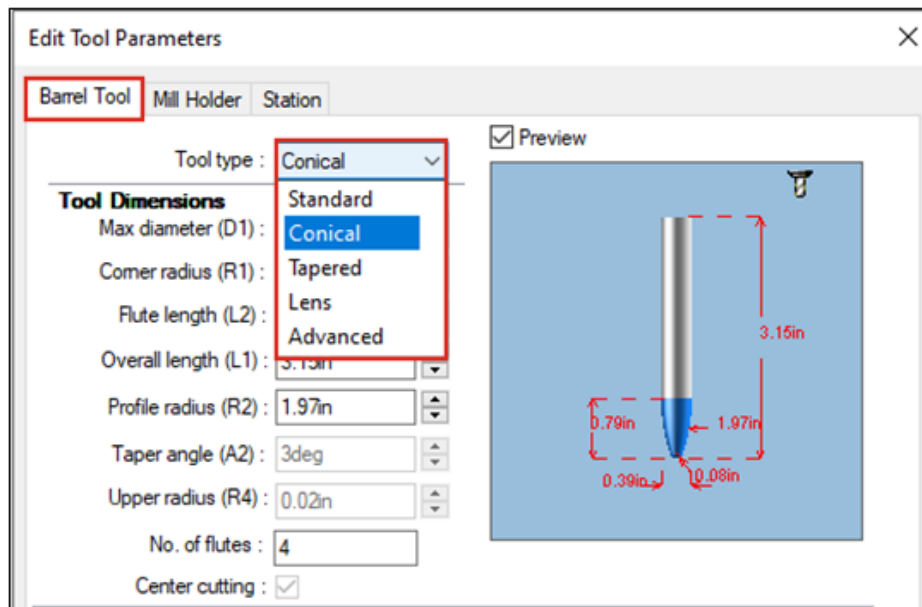 Edit Tool Parameters
Barrel Tool
Mill Holder
Station
Tool type :
Conical
Preview
Standard
Conical
Tapered
Lens
Advanced
Tool Dimensions
Max diameter (D1) :
Corner radius (R1) :
Flute length (L2) :
Overall length (L1) : 3.15in
Profile radius (R2) : 1.97in
Taper angle (A2) : 3deg
Upper radius (R4) : 0.02in
No. of flutes : 4
Center cutting :
3.15in
0.79in
1.97in
0.39in
0.08in